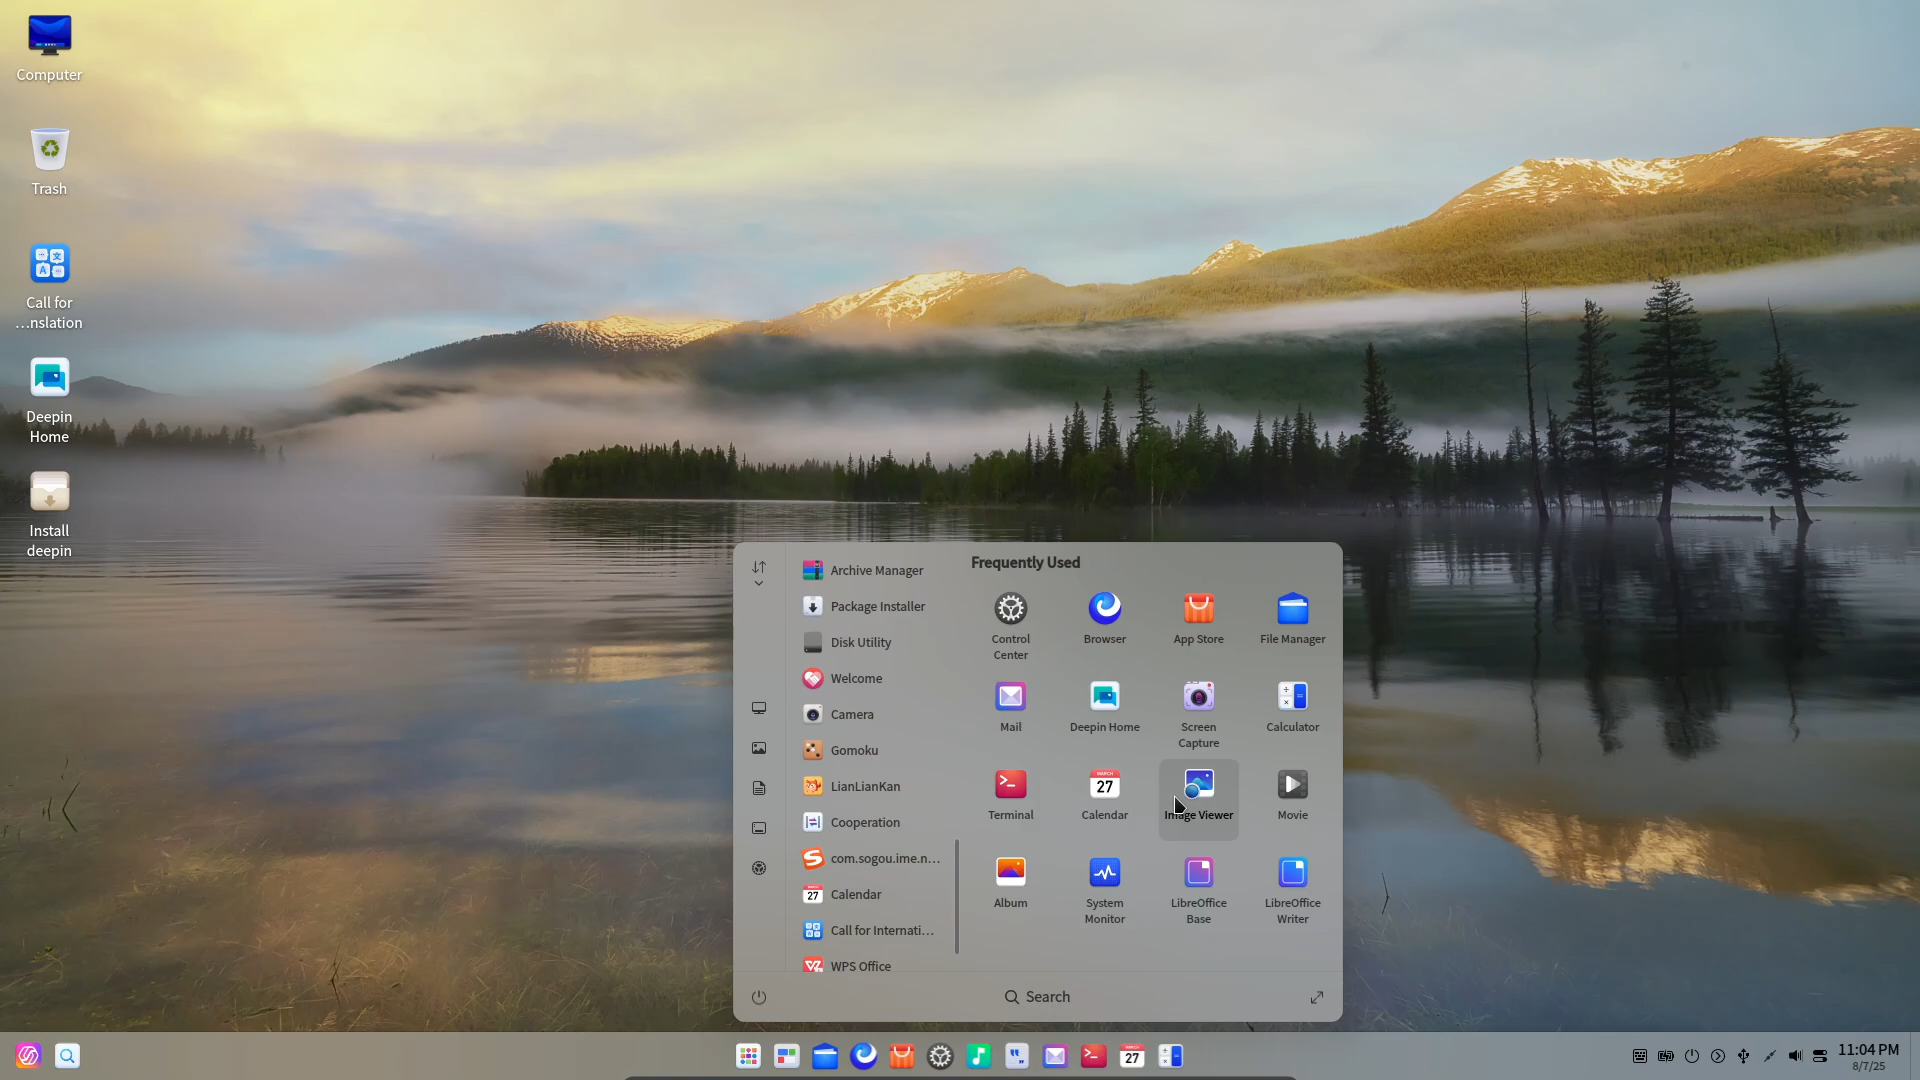 Computer
Trash
Call for
...nslation
Deepin
Home
Install
deepin
Archive Manager
Package Installer
Disk Utility
Welcome
Camera
Gomoku
LianLianKan
Cooperation
com.sogou.ime.n...
27
Calendar
Call for Internati...
WPS Office
Frequently Used
Control
Center
Browser
App Store
File Manager
Mail
Deepin Home
Screen
Capture
Calculator
Terminal
MARCH
27
Calendar
Image Viewer
Movie
Album
System
Monitor
LibreOffice
Base
LibreOffice
Writer
Search
MARCH
27
11:04 PM
8/7/25